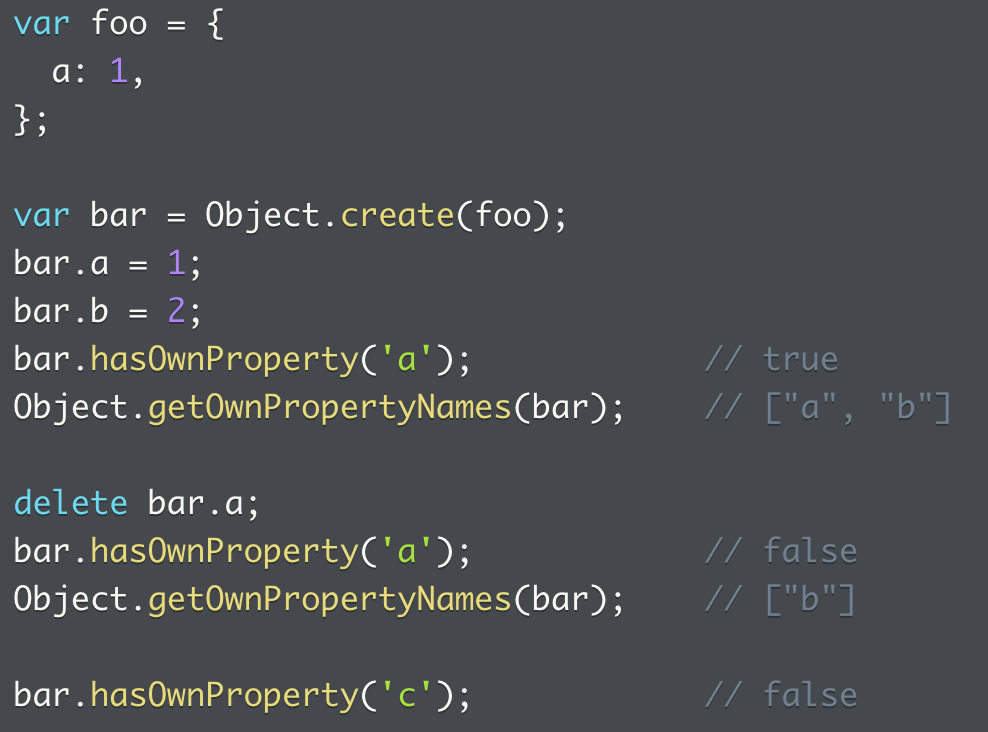 var foo = {
  a: 1,
};

var bar = Object.create(foo);
bar.a = 1;
bar.b = 2;
bar.hasOwnProperty('a');            // true
Object.getOwnPropertyNames(bar);    // ["a", "b"]

delete bar.a;
bar.hasOwnProperty('a');            // false
Object.getOwnPropertyNames(bar);    // ["b"]

bar.hasOwnProperty('c');            // false